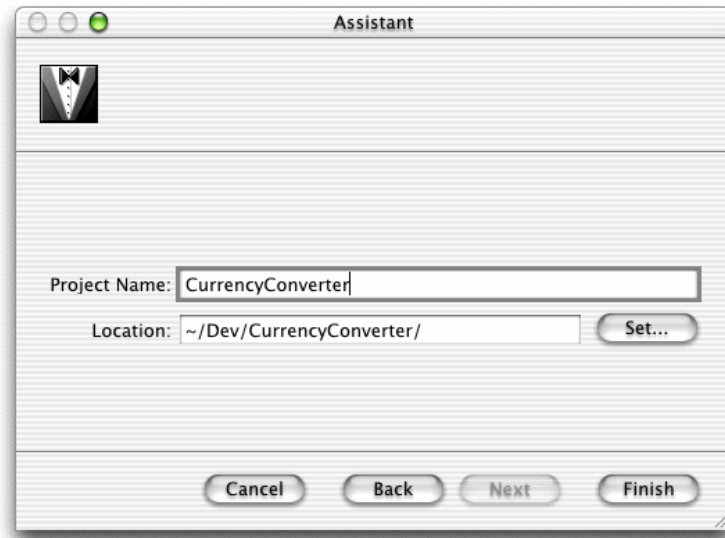 Assistant
Project Name: CurrencyConverter
Location: ~/Dev/CurrencyConverter/ Set...
Cancel Back Next Finish